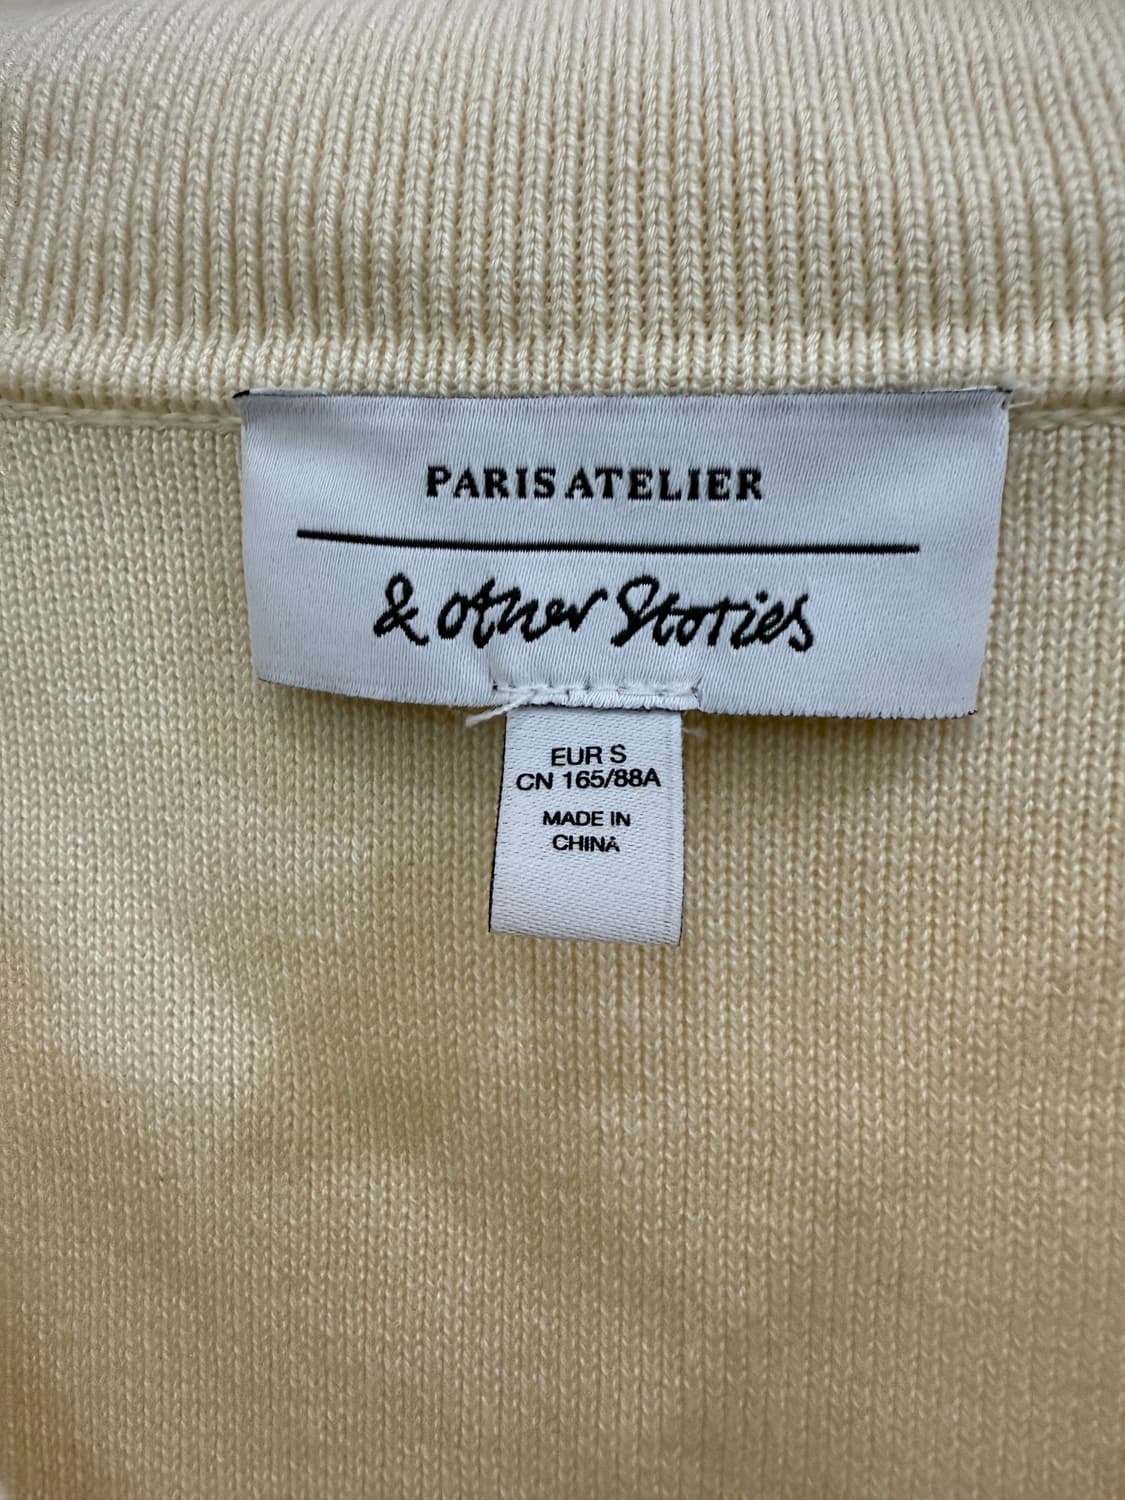 PARIS ATELIER
& other Stories
EUR S
CN 165/88A
MADE IN
CHINA